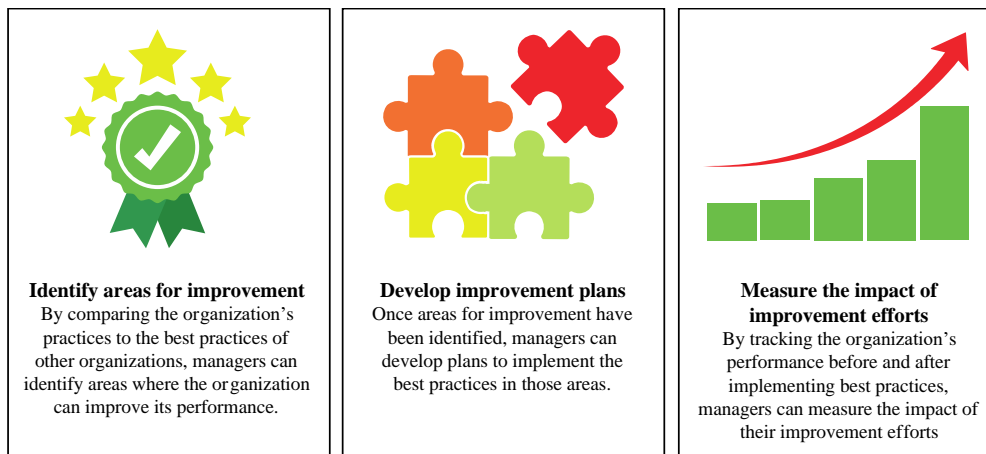 Identify areas for improvement
By comparing the organization’s
practices to the best practices of
other organizations, managers can
identify areas where the organization
can improve its performance.
Develop improvement plans
Once areas for improvement have
been identified, managers can
develop plans to implement the
best practices in those areas.
Measure the impact of
improvement efforts
By tracking the organization’s
performance before and after
implementing best practices,
managers can measure the impact of
their improvement efforts